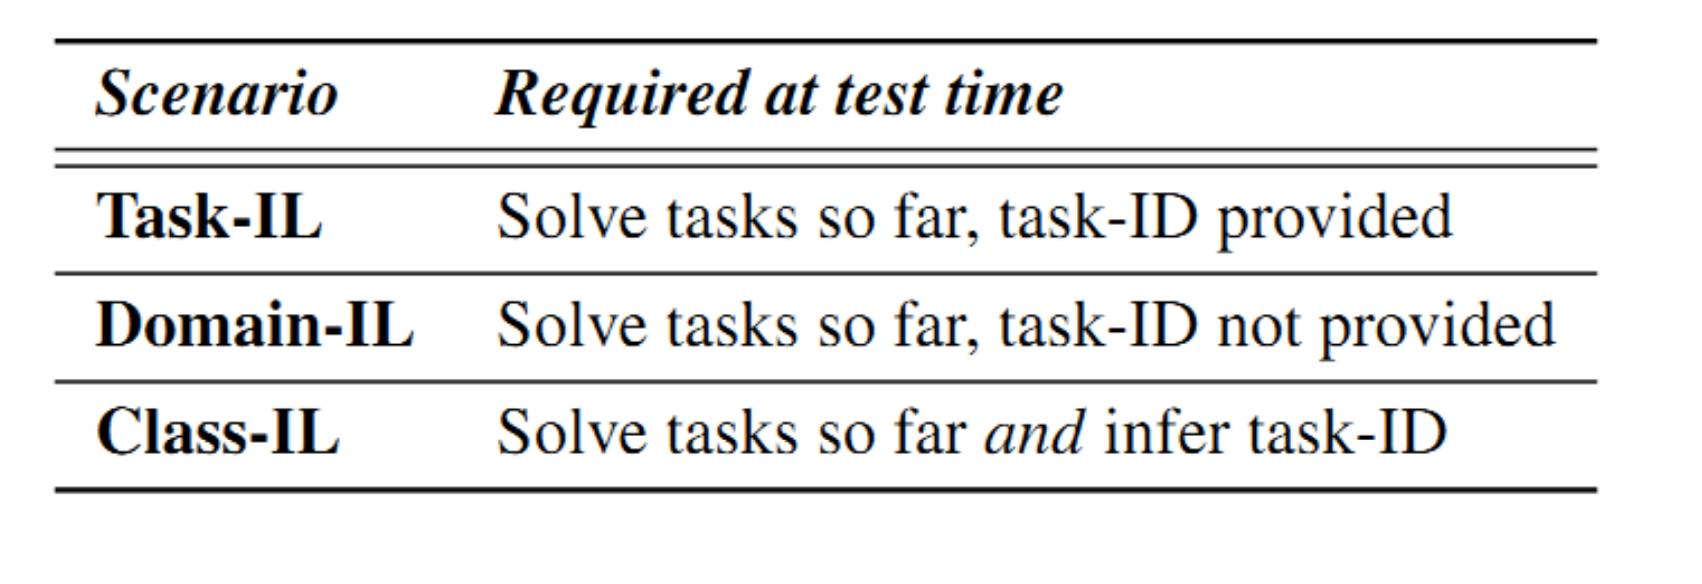 Scenario Required at test time
Task-IL Solve tasks so far, task-ID provided
Domain-IL Solve tasks so far, task-ID not provided
Class-IL Solve tasks so far and infer task-ID